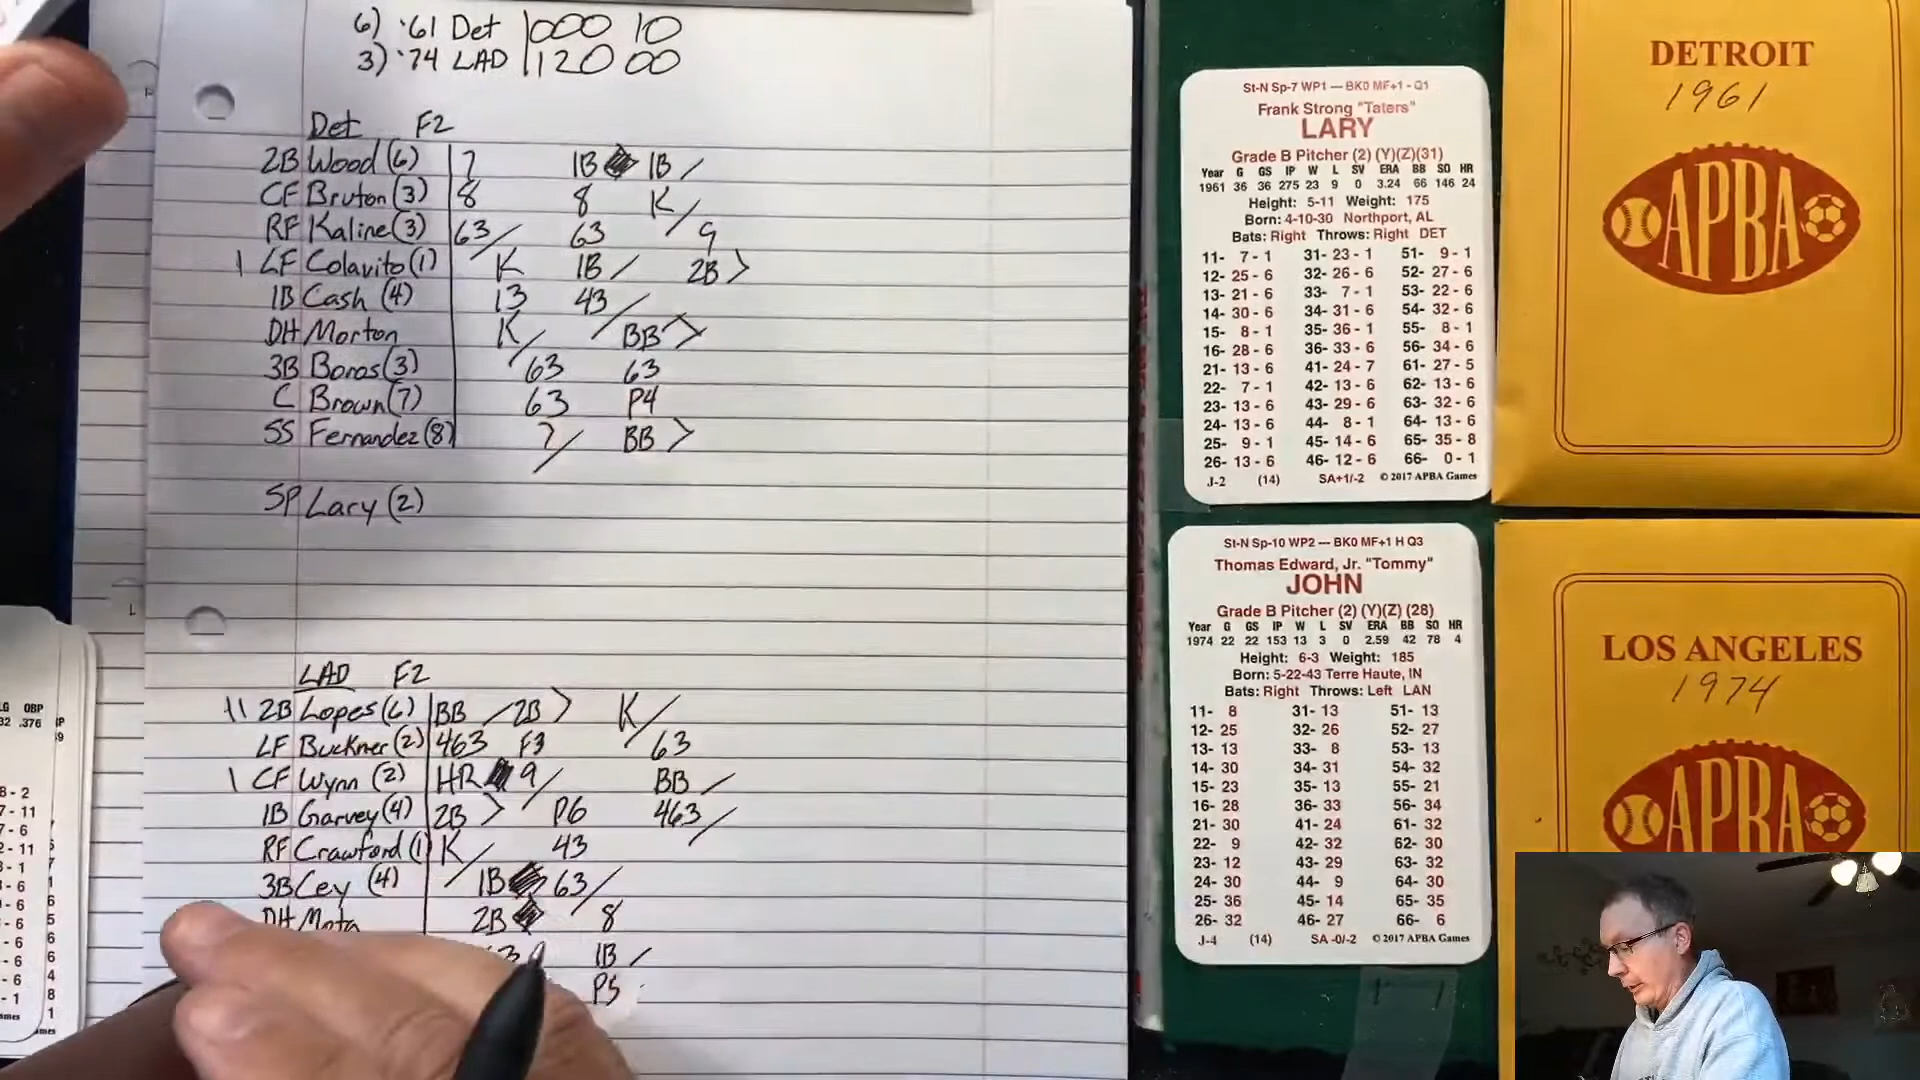 6) '61 Det 000 10
3) '74 LAD 120 00
Det F2
2B Wood (6) 7 1B 1B
CF Bruton (3) 8 8 K
RF Kaline (3) 63 63 9
1 LF Colavito (1) K 1B 2B
1B Cash (4) 13 43
DH Morton K BB
3B Boros (3) 63 63
C Brown (7) 63 P4
SS Fernandez (8) 7 BB
SP Lary (2)
LAD F2
11 2B Lopes (6) BB 2B K
LF Buckner (2) 463 F3 63
1 CF Wynn (2) HR 9 BB
1B Garvey (4) 2B P6 463
RF Crawford (1) K 43
3B Cey (4) 1B 63
DH Mota 2B 8
1B
P5
St-N Sp-7 WP1 — BK0 MF+1 - Q1
Frank Strong "Taters"
LARY
Grade B Pitcher (2) (Y)(Z)(31)
Year G GS IP W L SV ERA BB SO HR
1961 36 36 275 23 9 0 3.24 66 146 24
Height: 5-11 Weight: 175
Born: 4-10-30 Northport, AL
Bats: Right Throws: Right DET
11- 7 - 1 31- 23 - 1 51- 9 - 1
12- 25 - 6 32- 26 - 6 52- 27 - 6
13- 21 - 6 33- 7 - 1 53- 22 - 6
14- 30 - 6 34- 31 - 6 54- 32 - 6
15- 8 - 1 35- 36 - 1 55- 8 - 1
16- 28 - 6 36- 33 - 6 56- 34 - 6
21- 13 - 6 41- 24 - 7 61- 27 - 5
22- 7 - 1 42- 13 - 6 62- 13 - 6
23- 13 - 6 43- 29 - 6 63- 32 - 6
24- 13 - 6 44- 8 - 1 64- 13 - 6
25- 9 - 1 45- 14 - 6 65- 35 - 8
26- 13 - 6 46- 12 - 6 66- 0 - 1
J-2 (14) SA+1/-2 © 2017 APBA Games
St-N Sp-10 WP2 — BK0 MF+1 H Q3
Thomas Edward, Jr. "Tommy"
JOHN
Grade B Pitcher (2) (Y)(Z) (28)
Year G GS IP W L SV ERA BB SO HR
1974 22 22 153 13 3 0 2.59 42 78 4
Height: 6-3 Weight: 185
Born: 5-22-43 Terre Haute, IN
Bats: Right Throws: Left LAN
11- 8 31- 13 51- 13
12- 25 32- 26 52- 27
13- 13 33- 8 53- 13
14- 30 34- 31 54- 32
15- 23 35- 13 55- 21
16- 28 36- 33 56- 34
21- 30 41- 24 61- 32
22- 9 42- 32 62- 30
23- 12 43- 29 63- 32
24- 30 44- 9 64- 30
25- 36 45- 14 65- 35
26- 32 46- 27 66- 6
J-4 (14) SA -0/-2 © 2017 APBA Games
DETROIT
1961
APBA
LOS ANGELES
1974
APBA
OBP
.376